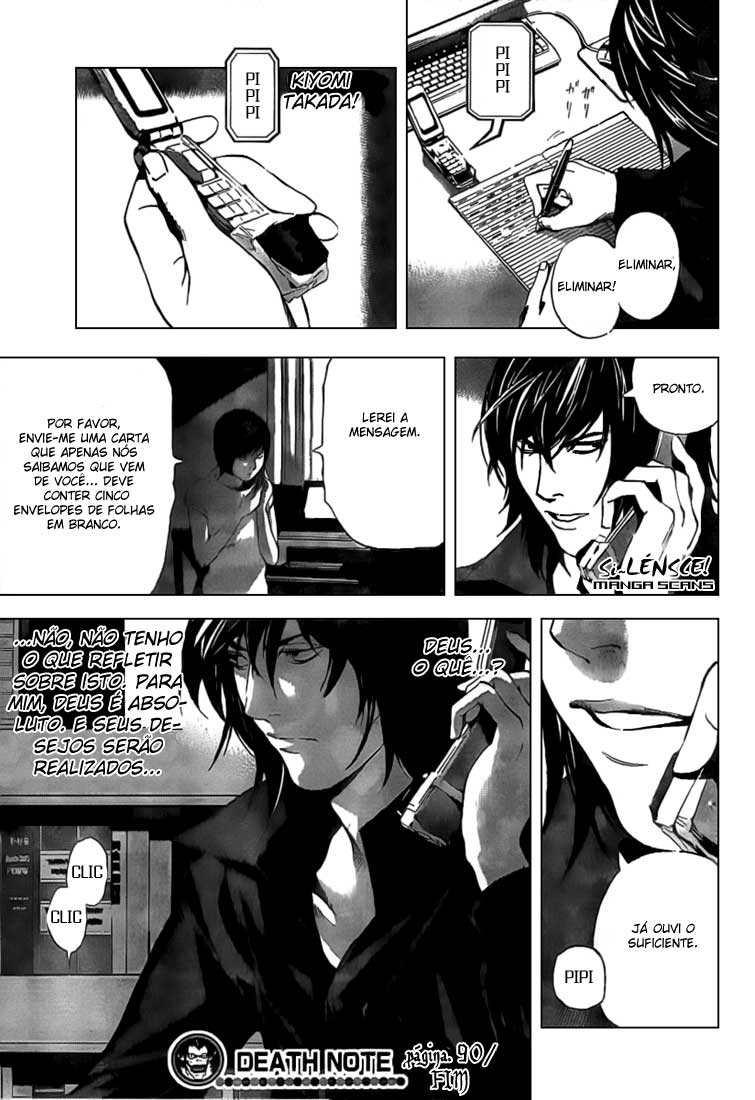 PI
PI
PI
ELIMINAR,
ELIMINAR!
KIYOMI
TAKADA!
PI
PI
PI
PRONTO.
LEREI A
MENSAGEM.
POR FAVOR,
ENVIE-ME UMA CARTA
QUE APENAS NÓS
SAIBAMOS QUE VEM
DE VOCÊ... DEVE
CONTER CINCO
ENVELOPES DE FOLHAS
EM BRANCO.
SiLÉNSCE!
MANGA SCANS
JÁ OUVI O
SUFICIENTE.
PIPI
DEUS...
O QUÊ...?
...NÃO, NÃO TENHO
O QUE REFLETIR
SOBRE ISTO. PARA
MIM, DEUS É ABSO-
LUTO. E SEUS DE-
SEJOS SERÃO
REALIZADOS...
CLIC
CLIC
DEATH NOTE página. 90/
FIM